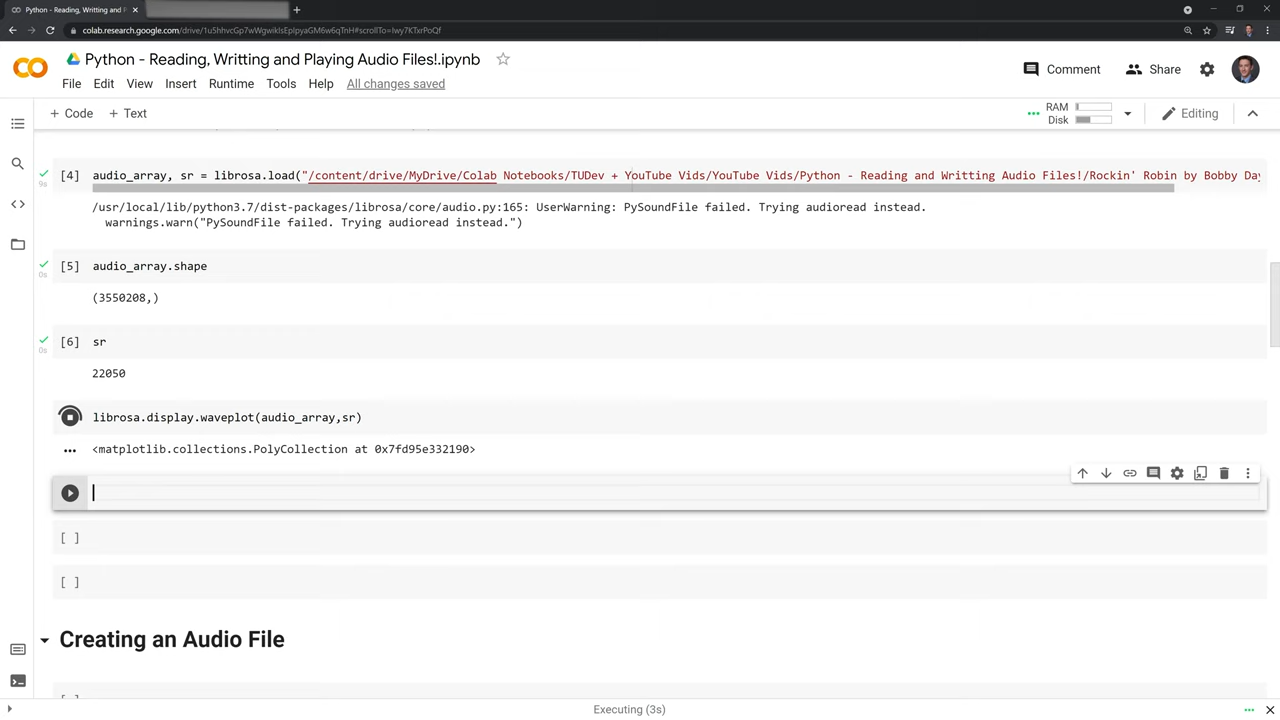 Python - Reading, Writting and P
colab.research.google.com/drive/1u5hhvcGp7wWgwikIsEpIpyaGM6w6qTnH#scrollTo=Iwy7KTxrPoQf
Python - Reading, Writting and Playing Audio Files!.ipynb
Comment
Share
File Edit View Insert Runtime Tools Help All changes saved
+ Code + Text
RAM
Disk
Editing
[4] audio_array, sr = librosa.load("/content/drive/MyDrive/Colab Notebooks/TUDev + YouTube Vids/YouTube Vids/Python - Reading and Writting Audio Files!/Rockin' Robin by Bobby Day
9s
/usr/local/lib/python3.7/dist-packages/librosa/core/audio.py:165: UserWarning: PySoundFile failed. Trying audioread instead.
warnings.warn("PySoundFile failed. Trying audioread instead.")
[5] audio_array.shape
0s
(3550208,)
[6] sr
0s
22050
librosa.display.waveplot(audio_array,sr)
<matplotlib.collections.PolyCollection at 0x7fd95e332190>
[ ]
[ ]
Creating an Audio File
[ ]
Executing (3s)